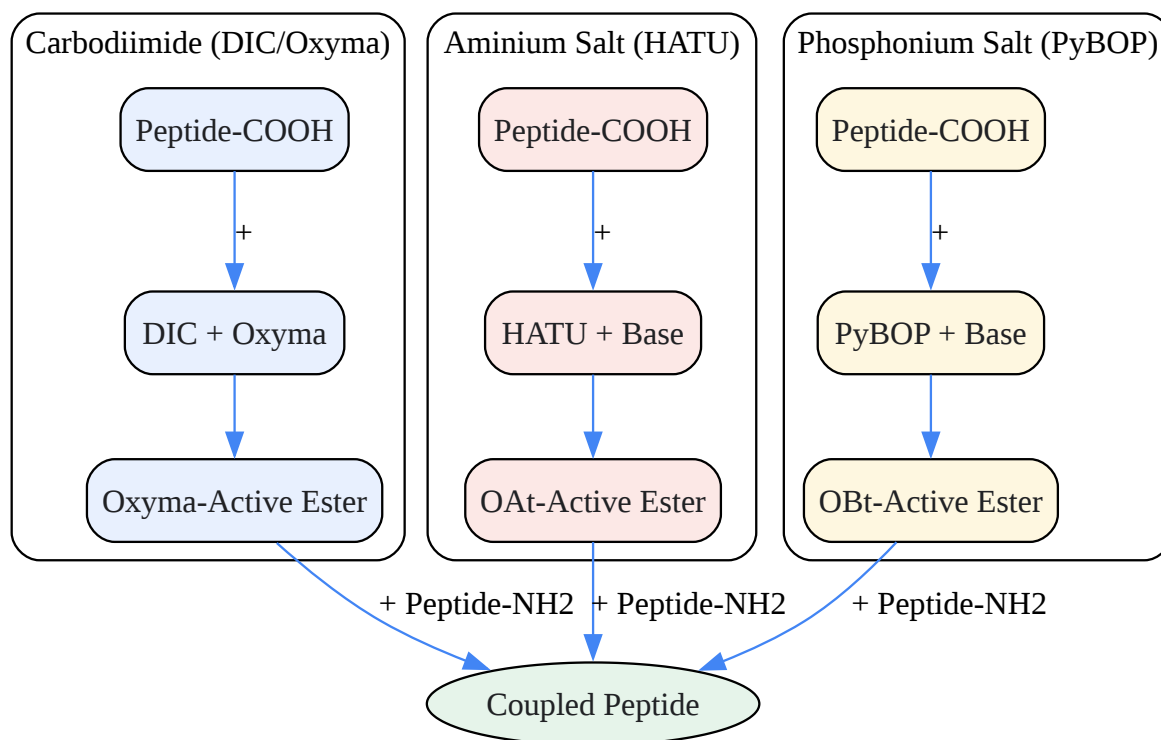 Carbodiimide (DIC/Oxyma)
Peptide-COOH
+
DIC + Oxyma
Oxyma-Active Ester
Aminium Salt (HATU)
Peptide-COOH
+
HATU + Base
OAt-Active Ester
Phosphonium Salt (PyBOP)
Peptide-COOH
+
PyBOP + Base
OBt-Active Ester
+ Peptide-NH2
+ Peptide-NH2
+ Peptide-NH2
Coupled Peptide